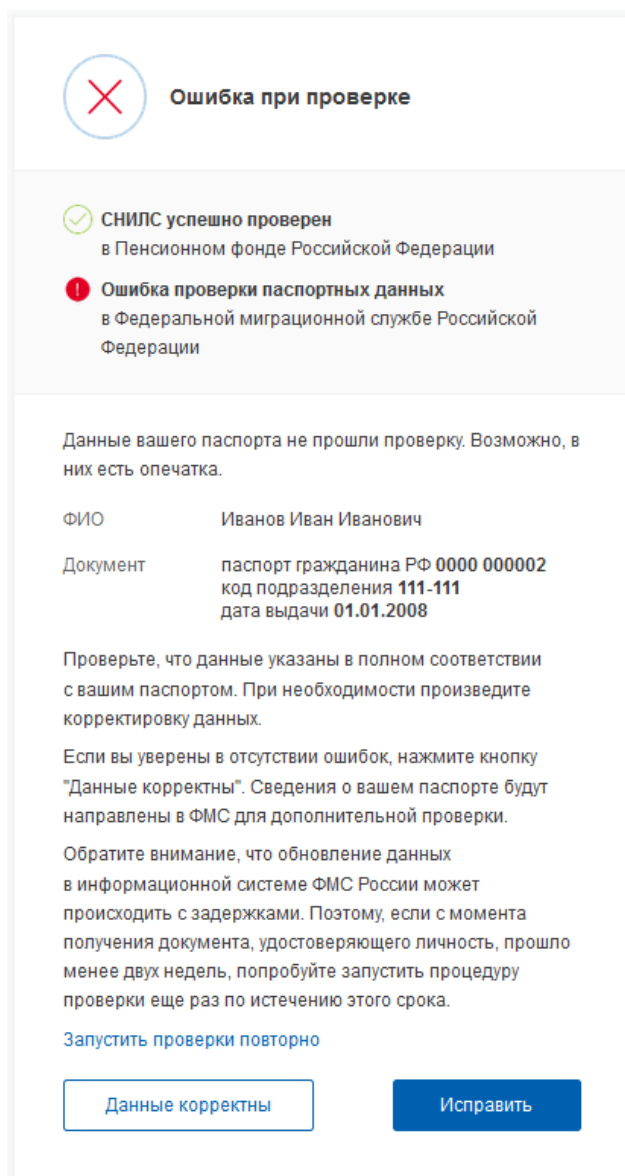 Ошибка при проверке
СНИЛС успешно проверен
в Пенсионном фонде Российской Федерации
Ошибка проверки паспортных данных
в Федеральной миграционной службе Российской
Федерации
Данные вашего паспорта не прошли проверку. Возможно, в
них есть опечатка.
ФИО Иванов Иван Иванович
Документ паспорт гражданина РФ 0000 000002
код подразделения 111-111
дата выдачи 01.01.2008
Проверьте, что данные указаны в полном соответствии
с вашим паспортом. При необходимости произведите
корректировку данных.
Если вы уверены в отсутствии ошибок, нажмите кнопку
"Данные корректны". Сведения о вашем паспорте будут
направлены в ФМС для дополнительной проверки.
Обратите внимание, что обновление данных
в информационной системе ФМС России может
происходить с задержками. Поэтому, если с момента
получения документа, удостоверяющего личность, прошло
менее двух недель, попробуйте запустить процедуру
проверки еще раз по истечению этого срока.
Запустить проверки повторно
Данные корректны Исправить